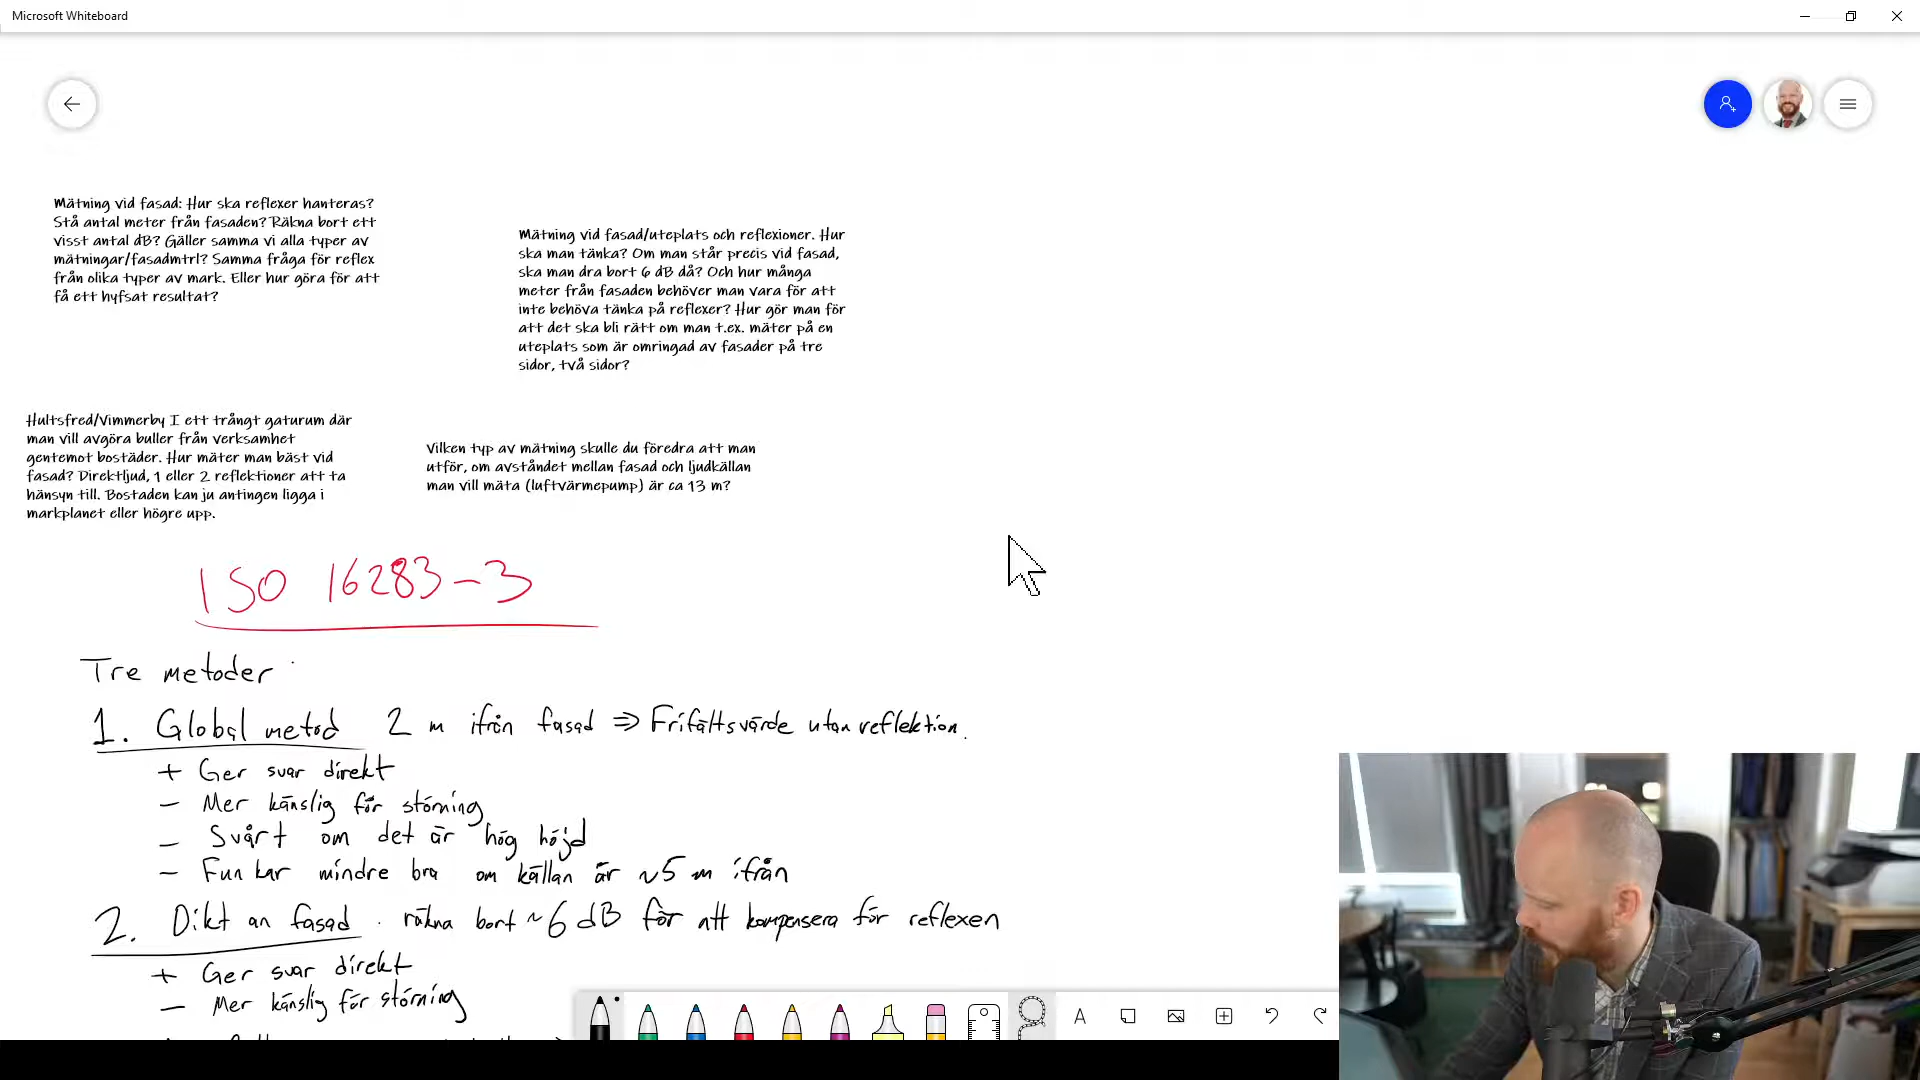 Microsoft Whiteboard
Mätning vid fasad: Hur ska reflexer hanteras?
Stå antal meter från fasaden? Räkna bort ett
visst antal dB? Gäller samma vi alla typer av
mätningar/fasadmtrl? Samma fråga för reflex
från olika typer av mark. Eller hur göra för att
få ett hyfsat resultat?
Mätning vid fasad/uteplats och reflexioner. Hur
ska man tänka? Om man står precis vid fasad,
ska man dra bort 6 dB då? Och hur många
meter från fasaden behöver man vara för att
inte behöva tänka på reflexer? Hur gör man för
att det ska bli rätt om man t.ex. mäter på en
uteplats som är omringad av fasader på tre
sidor, två sidor?
Hultsfred/Vimmerby I ett trångt gaturum där
man vill avgöra buller från verksamhet
gentemot bostäder. Hur mäter man bäst vid
fasad? Direktljud, 1 eller 2 reflektioner att ta
hänsyn till. Bostaden kan ju antingen ligga i
markplanet eller högre upp.
Vilken typ av mätning skulle du föredra att man
utför, om avståndet mellan fasad och ljudkällan
man vill mäta (luftvärmepump) är ca 13 m?
ISO 16283-3
Tre metoder
1. Global metod 2 m ifrån fasad => Frifältsvärde utan reflektion.
+ Ger svar direkt
- Mer känslig för störning
- Svårt om det är hög höjd
- Funkar mindre bra om källan är ~5 m ifrån
2. Dikt an fasad. räkna bort ~6 dB för att kompensera för reflexen
+ Ger svar direkt
- Mer känslig för störning
A